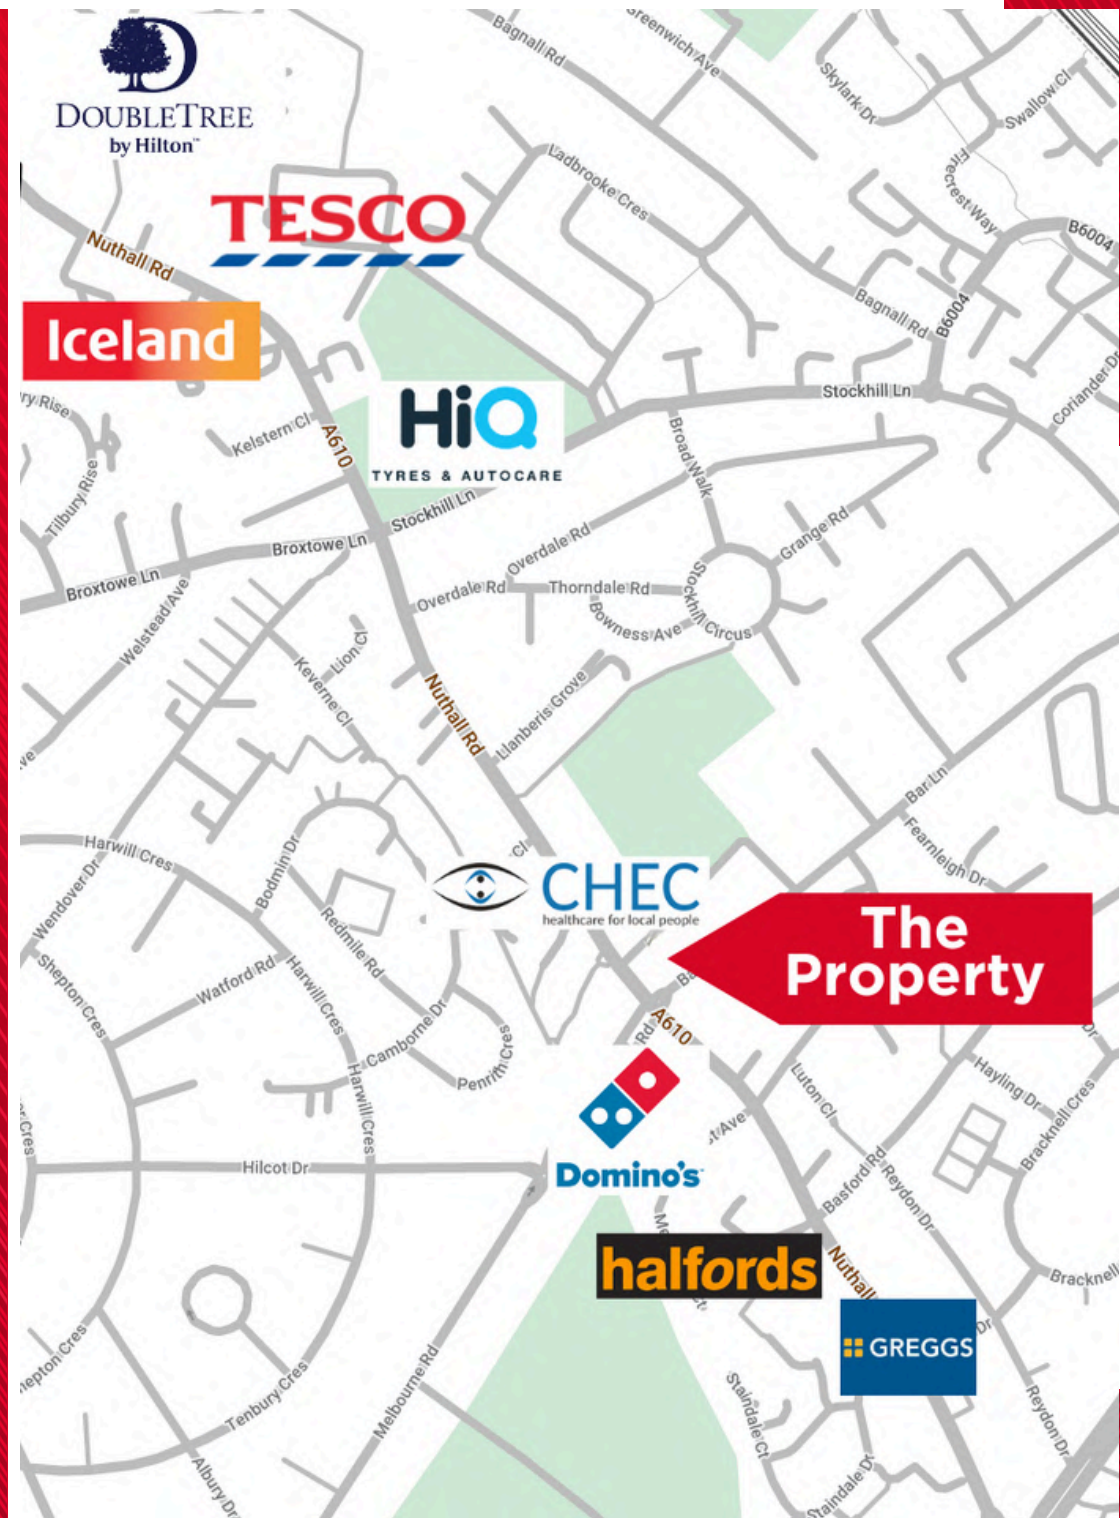 DOUBLETREE
by Hilton™
TESCO
Iceland
HiQ
TYRES & AUTOCARE
CHEC
healthcare for local people
The
Property
Domino's
halfords
GREGGS
Bagnall Rd
Greenwich Ave
Skylark Dr
Swallow Cl
Firecrest Way
B6004
Ladbrooke Cres
Nuthall Rd
Bagnall Rd
B6004
Coriander Dr
Stockhill Ln
Kelstern Cl
A610
Broad Walk
Tilbury Rise
Stockhill Ln
Grange Rd
Broxtowe Ln
Overdale Rd
Broxtowe Ln
Overdale Rd
Thorndale Rd
Stockhill Circus
Bowness Ave
Welstead Ave
Lion Cl
Keverne Cl
Nuthall Rd
Llanberis Grove
Bar Ln
Fearnleigh Dr
Harwill Cres
Cl
Bodmin Dr
Wendover Dr
Redmile Rd
Shepton Cres
Watford Rd
Harwill Cres
A610
Rd
Camborne Dr
Penrith Cres
Harwill Cres
Luton Cl
Hayling Dr
Dr
Bracknell Cres
Hilcot Dr
Basford Rd
Reydon Dr
Nuthall
Bracknell
Dr
Tenbury Cres
Melbourne Rd
Staindale Ct
Reydon Dr
Albury Dr
Staindale Dr